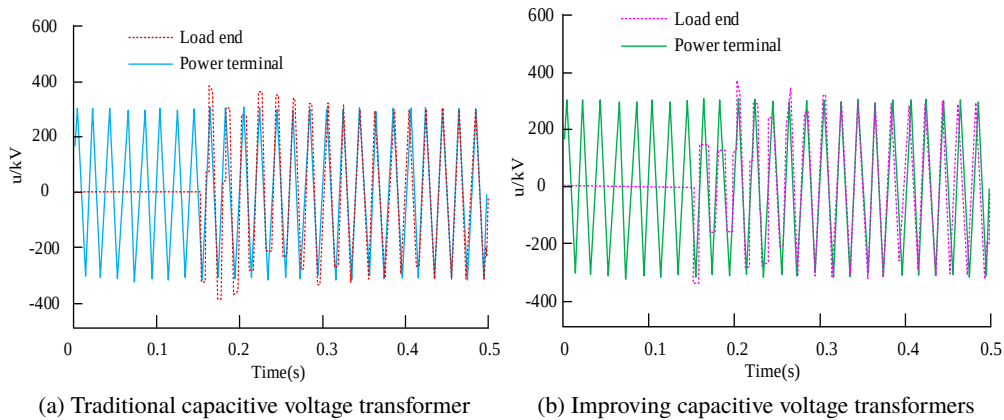 600
Load end
Power terminal
400
200
0
-200
-400
u/kV
0 0.1 0.2 0.3 0.4 0.5
Time(s)
(a) Traditional capacitive voltage transformer
600
Load end
Power terminal
400
200
0
-200
-400
u/kV
0 0.1 0.2 0.3 0.4 0.5
Time(s)
(b) Improving capacitive voltage transformers